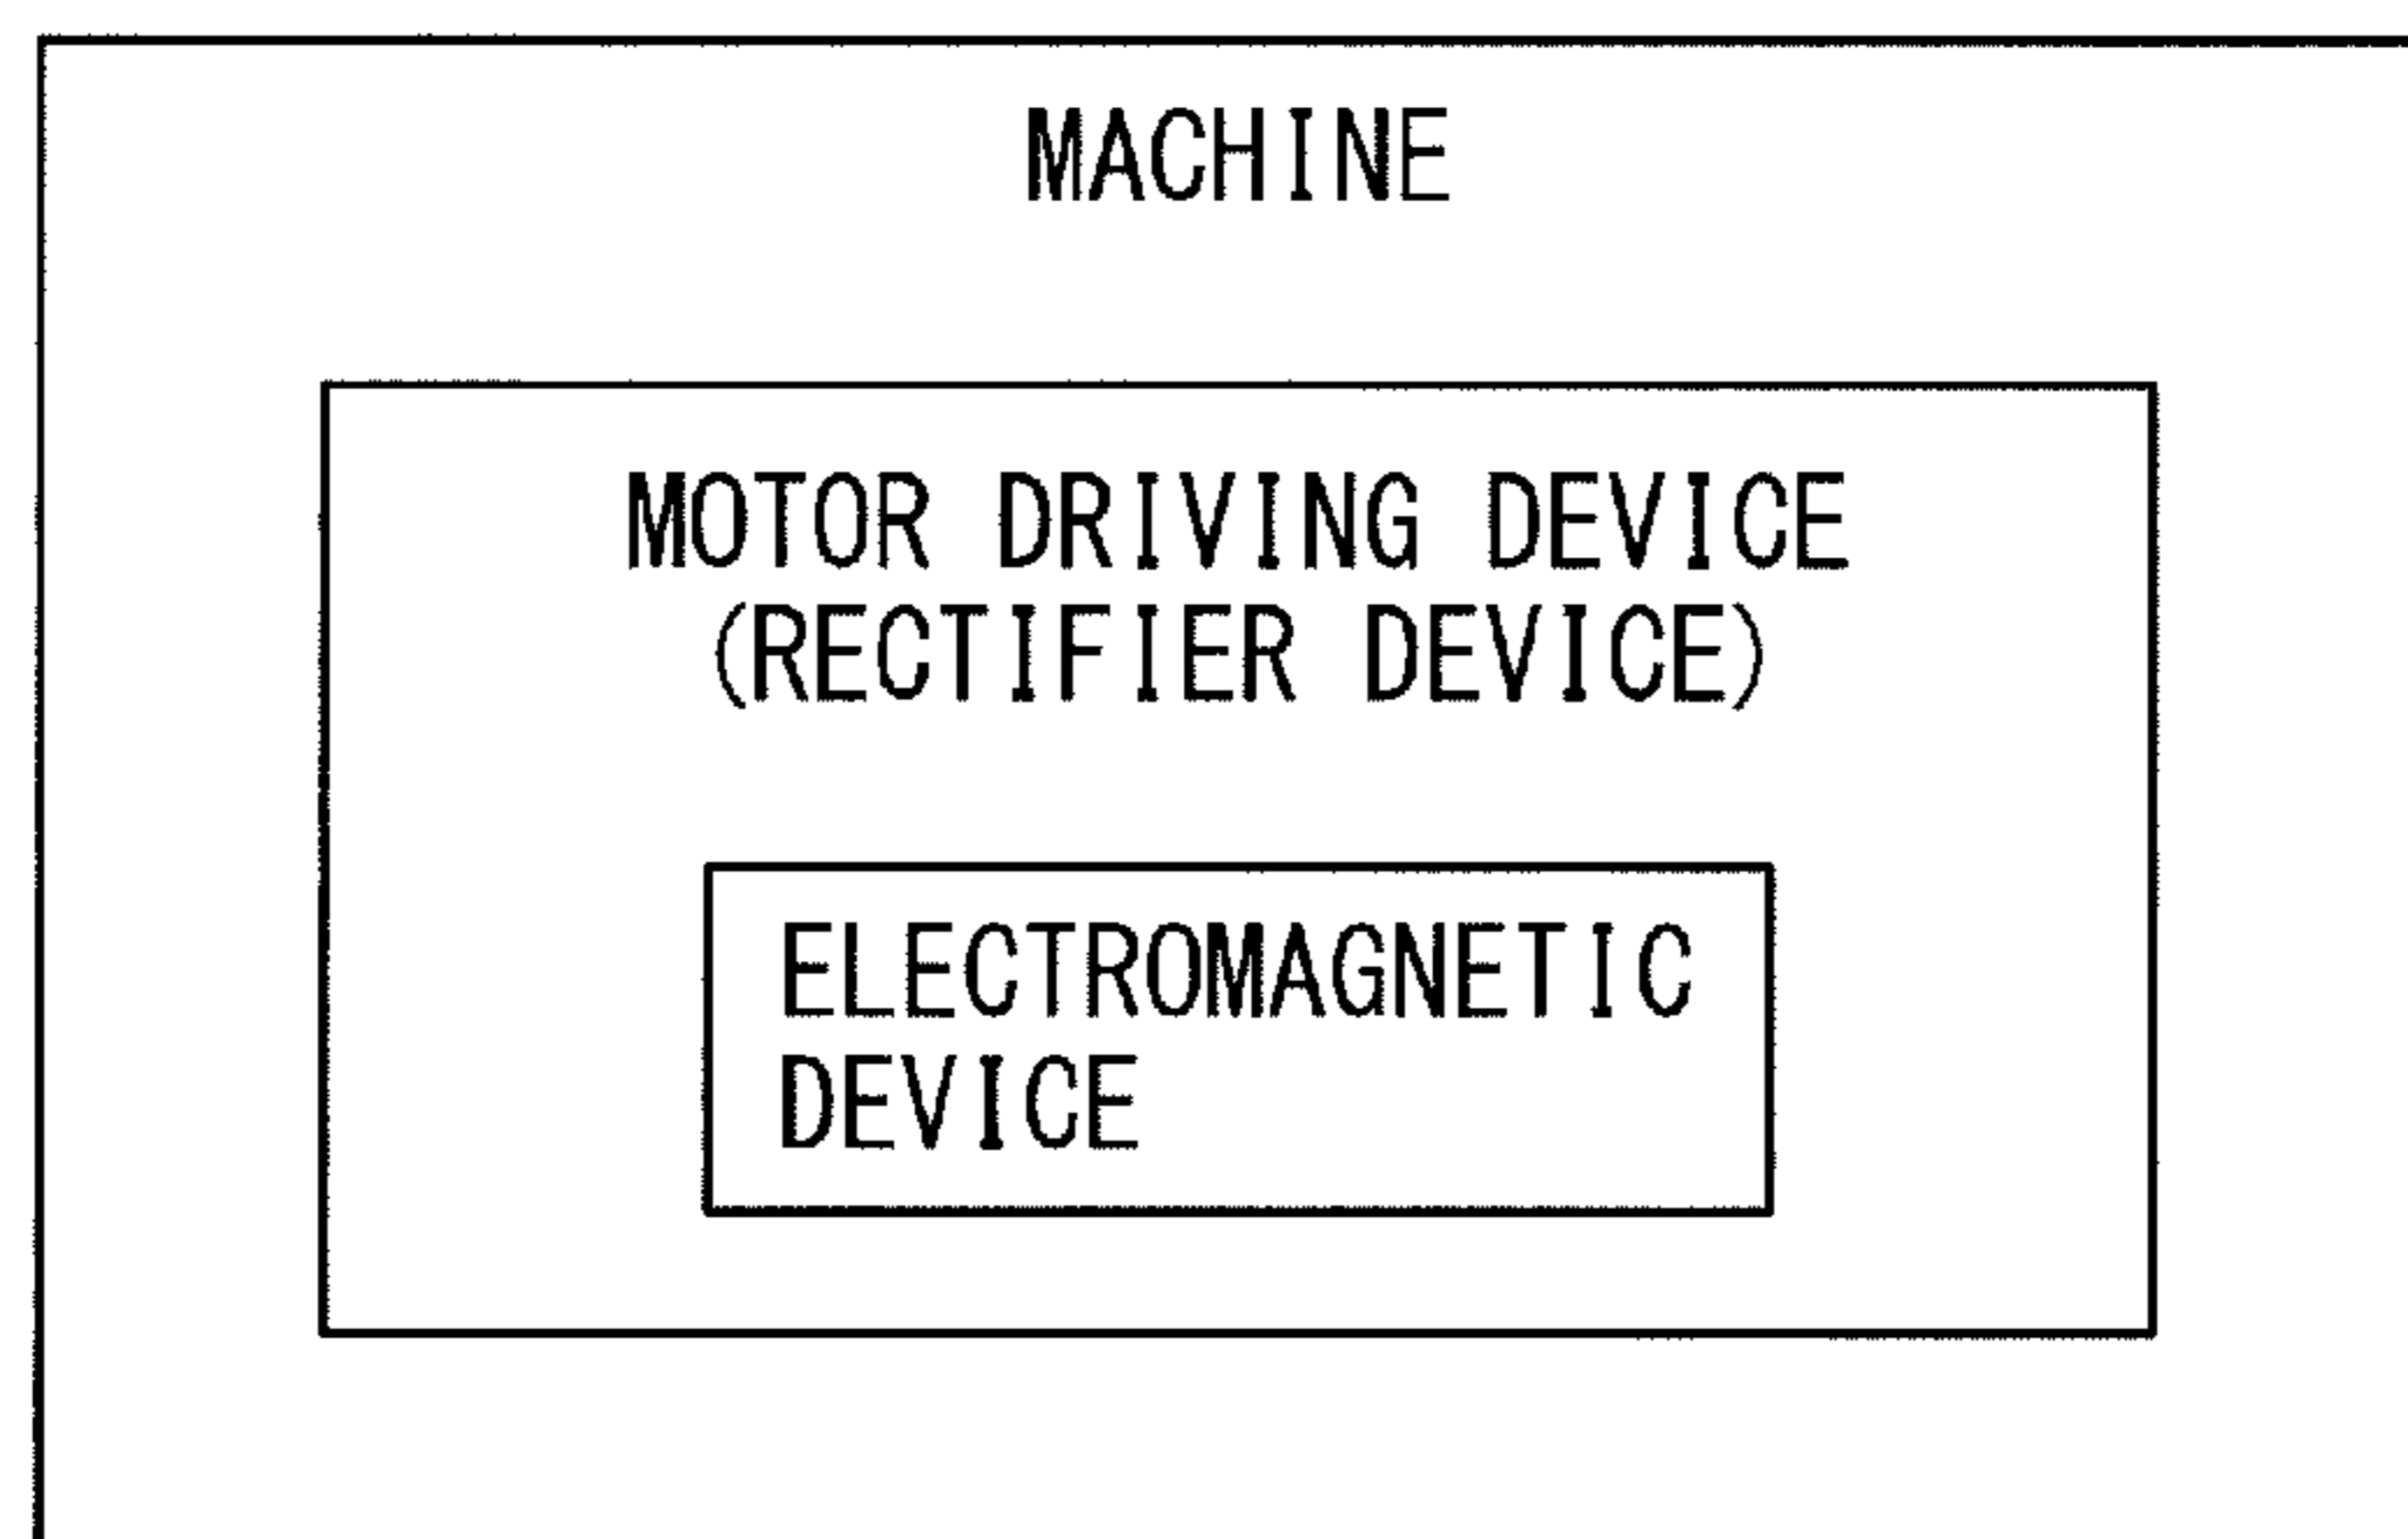 MACHINE
MOTOR DRIVING DEVICE
(RECTIFIER DEVICE)
ELECTROMAGNETIC
DEVICE